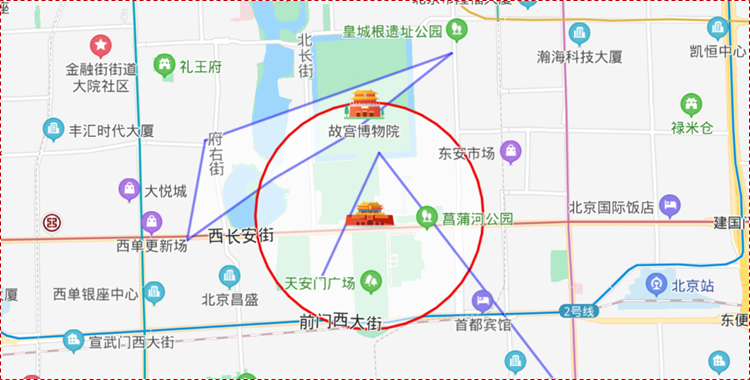 座
皇城根遗址公园
瀚海科技大厦
凯恒中心
金融街街道
大院社区
礼王府
北长街
故宫博物院
丰汇时代大厦
府右街
东安市场
禄米仓
大悦城
菖蒲河公园
北京国际饭店
西单更新场
西长安街
建国门
西单银座中心
北京昌盛
天安门广场
北京站
大厦
前门西大街
首都宾馆
2号线
东便
宣武门西大街